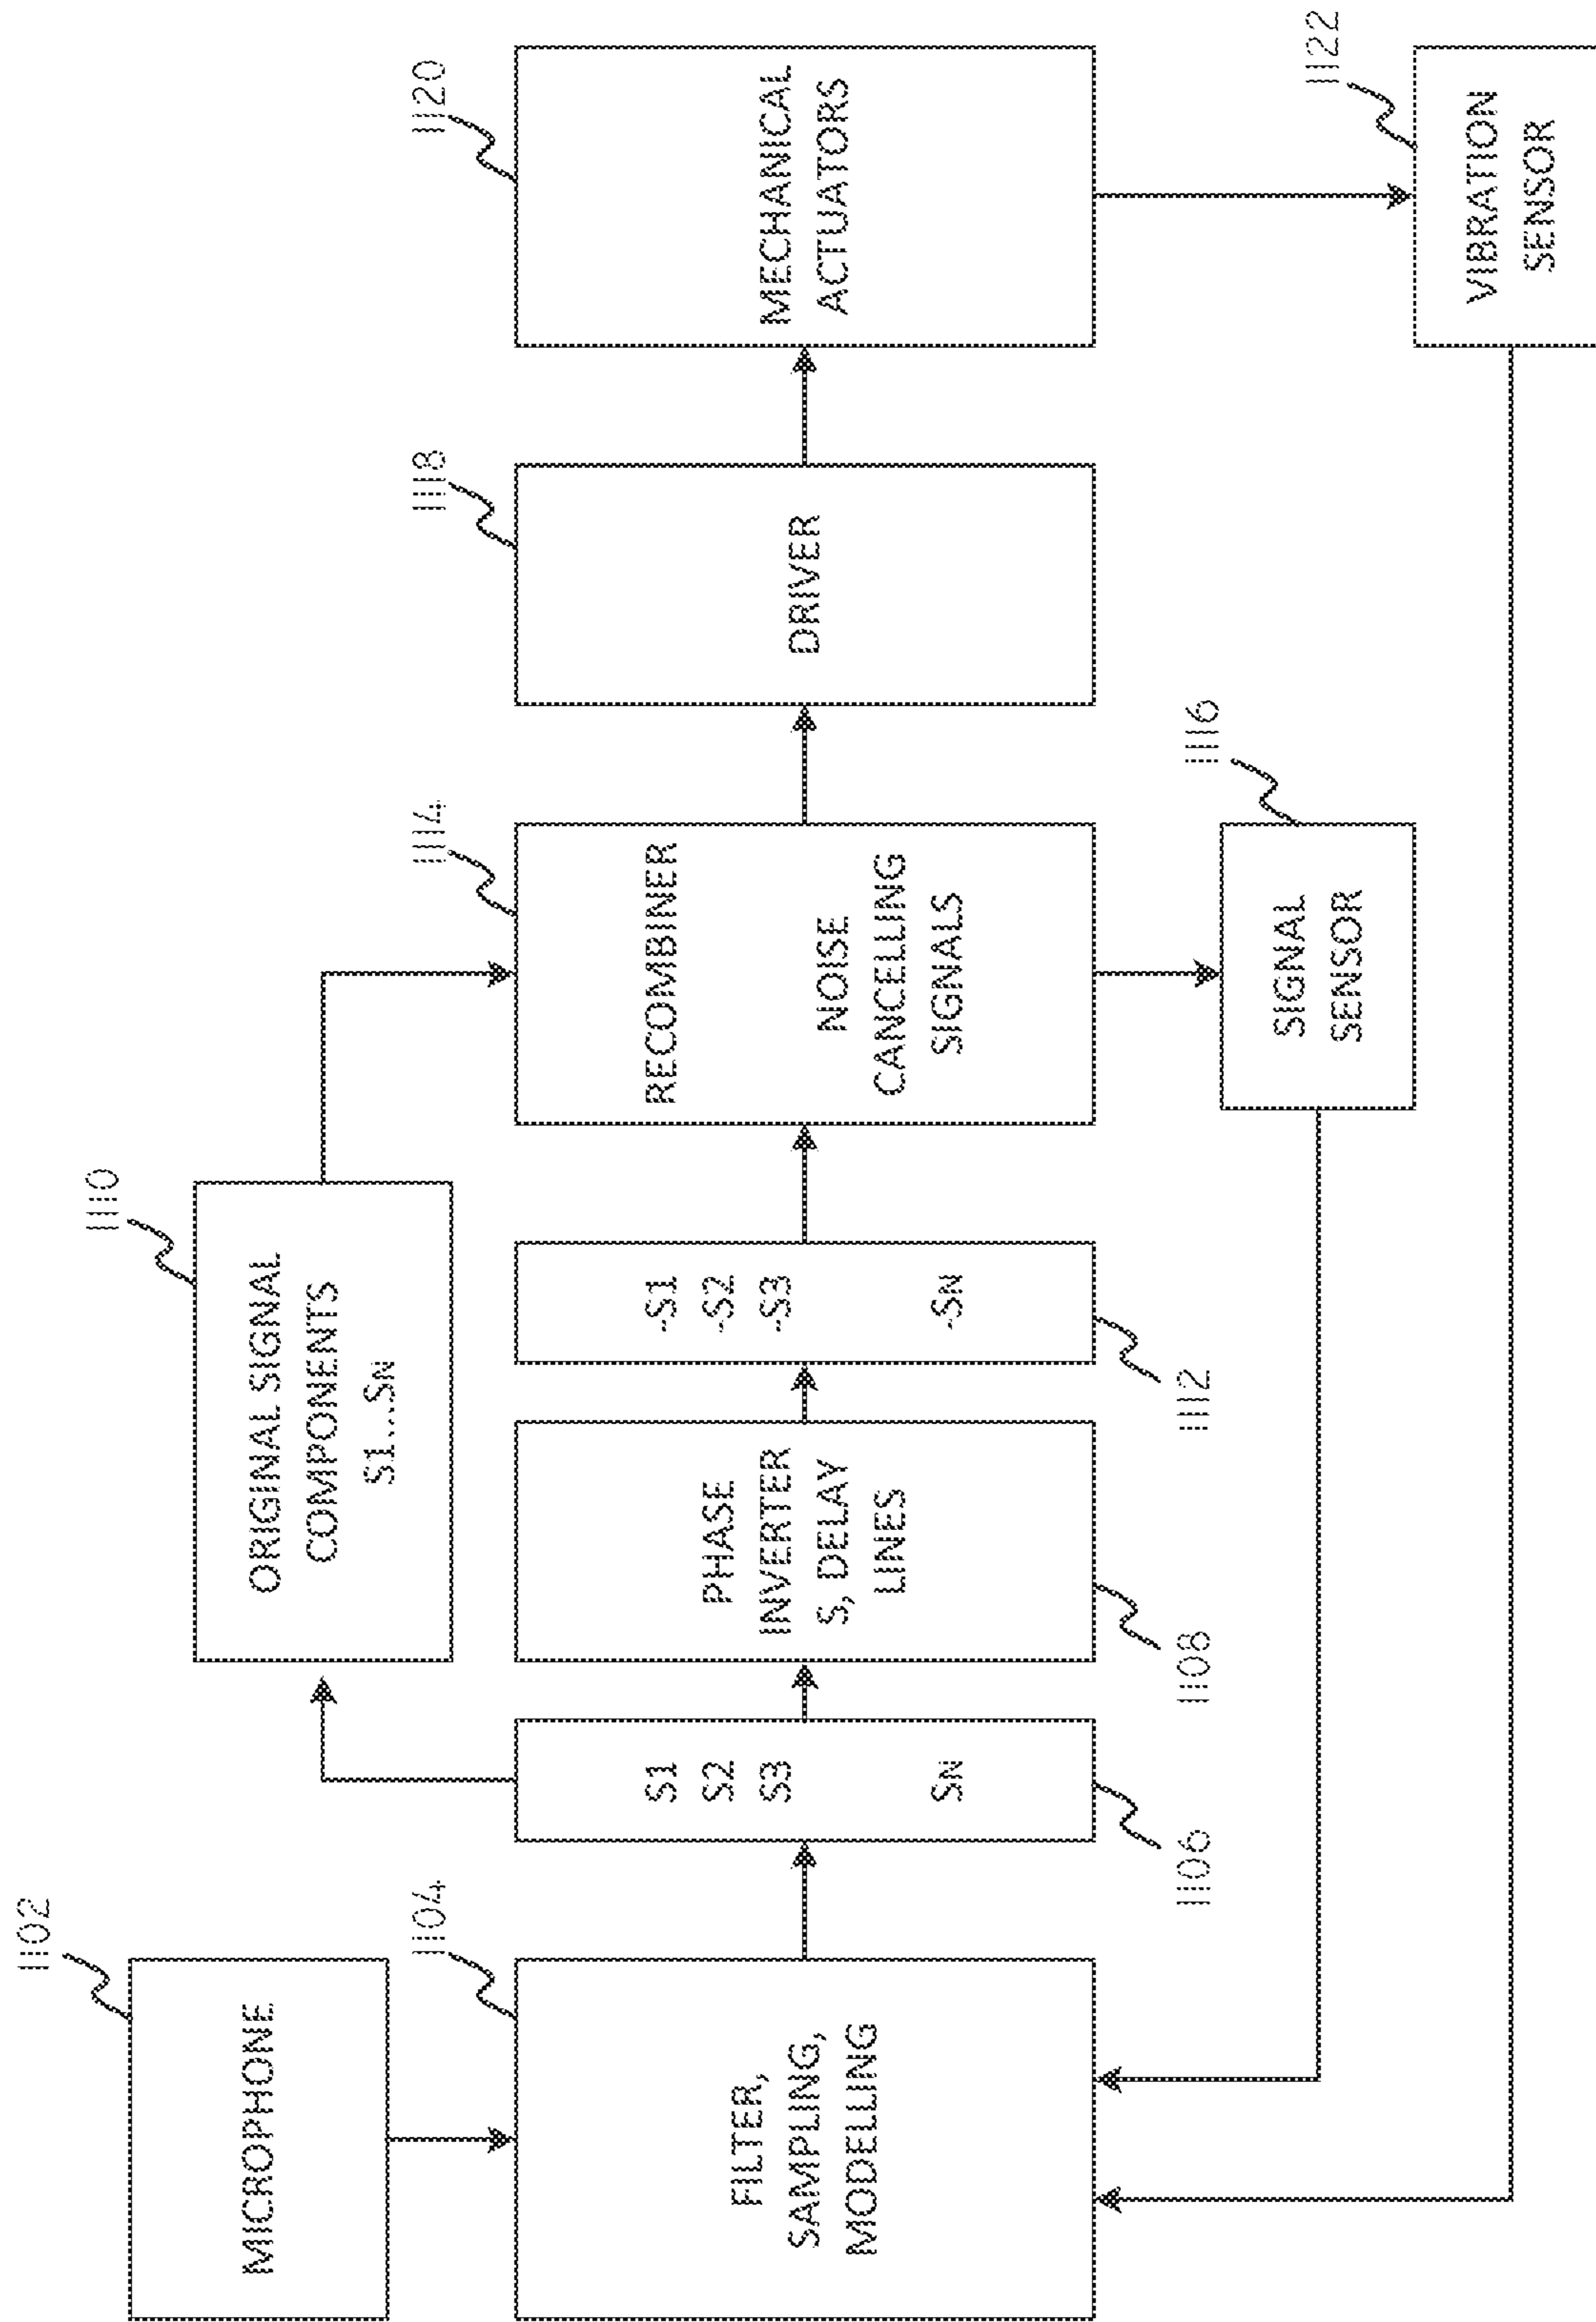 1102
MICROPHONE
1104
FILTER,
SAMPLING,
MODELLING
S1
S2
S3
SN
1106
1110
ORIGINAL SIGNAL
COMPONENTS
S1...SN
PHASE
INVERTER
S, DELAY
LINES
1108
-S1
-S2
-S3
-SN
1112
1114
RECOMBINER
NOISE
CANCELLING
SIGNALS
1116
SIGNAL
SENSOR
1118
DRIVER
1120
MECHANICAL
ACTUATORS
1122
VIBRATION
SENSOR